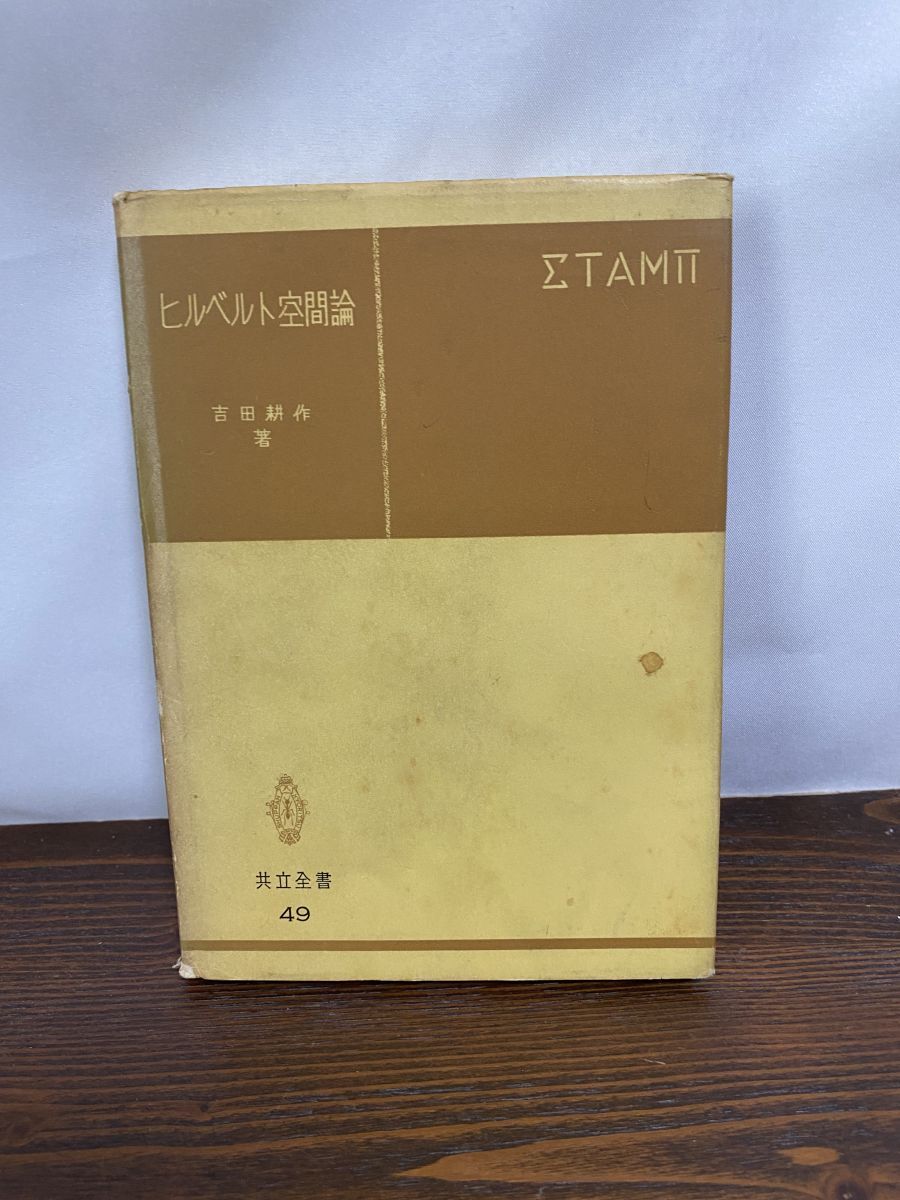 ΣΤΑΜΠ
ヒルベルト空間論
吉田耕作
著
共立全書
49